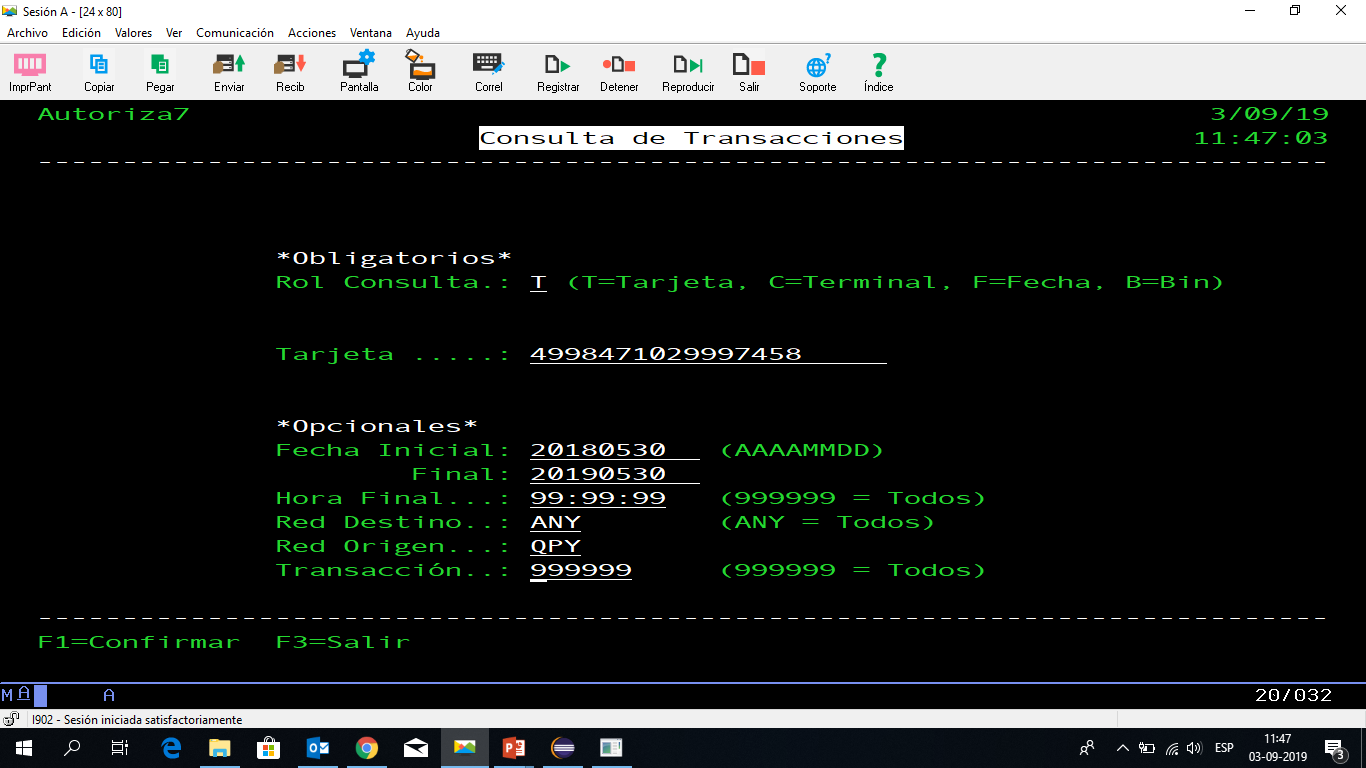 Sesión A - [24 x 80]
Archivo Edición Valores Ver Comunicación Acciones Ventana Ayuda
ImprPant Copiar Pegar Enviar Recib Pantalla Color Correl Registrar Detener Reproducir Salir Soporte Índice
Autoriza7 3/09/19
Consulta de Transacciones 11:47:03
*Obligatorios*
Rol Consulta.: T (T=Tarjeta, C=Terminal, F=Fecha, B=Bin)
Tarjeta .....: 4998471029997458
*Opcionales*
Fecha Inicial: 20180530 (AAAAMMDD)
Final: 20190530
Hora Final...: 99:99:99 (999999 = Todos)
Red Destino..: ANY (ANY = Todos)
Red Origen...: QPY
Transacción..: 999999 (999999 = Todos)
F1=Confirmar F3=Salir
MA A 20/032
I902 - Sesión iniciada satisfactoriamente
ESP 11:47
03-09-2019 3